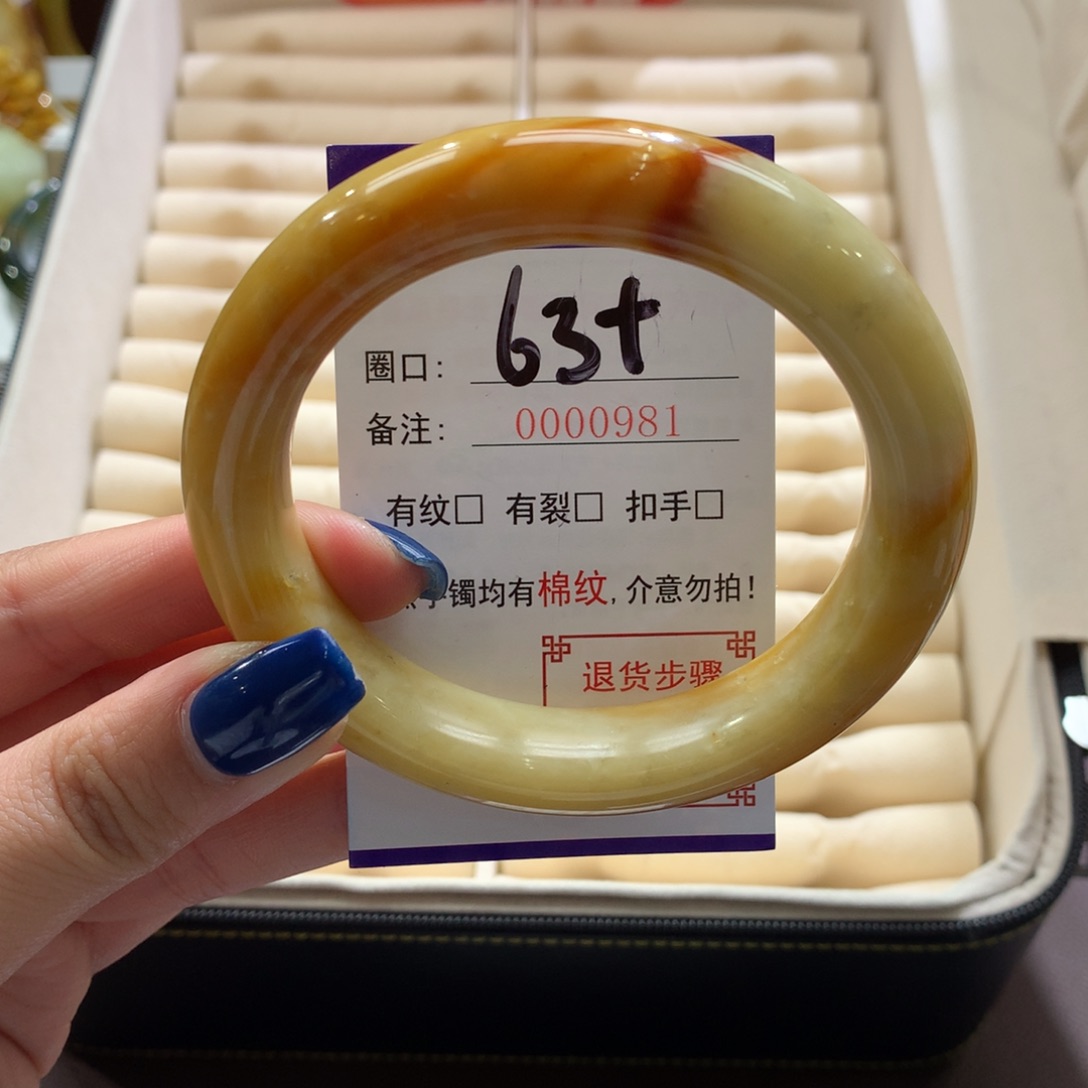 圈口: 63+
备注: 0000981
有纹□ 有裂□ 扣手□
镯均有棉纹,介意勿拍!
退货步骤